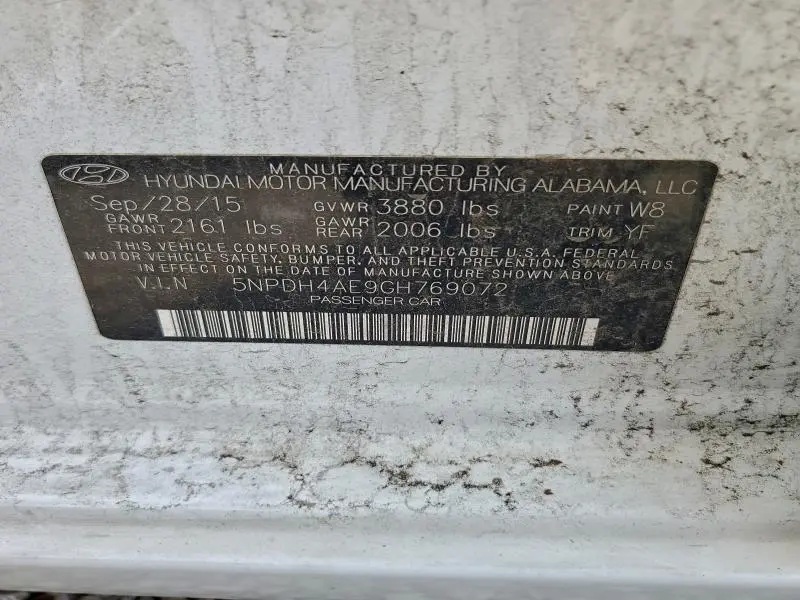 MANUFACTURED BY
HYUNDAI MOTOR MANUFACTURING ALABAMA, LLC
Sep/28/15 GVWR 3880 lbs PAINT W8
GAWR FRONT 2161 lbs GAWR REAR 2006 lbs TRIM YF
THIS VEHICLE CONFORMS TO ALL APPLICABLE U.S.A. FEDERAL
MOTOR VEHICLE SAFETY, BUMPER, AND THEFT PREVENTION STANDARDS
IN EFFECT ON THE DATE OF MANUFACTURE SHOWN ABOVE.
V.I.N 5NPDH4AE9GH769072
PASSENGER CAR